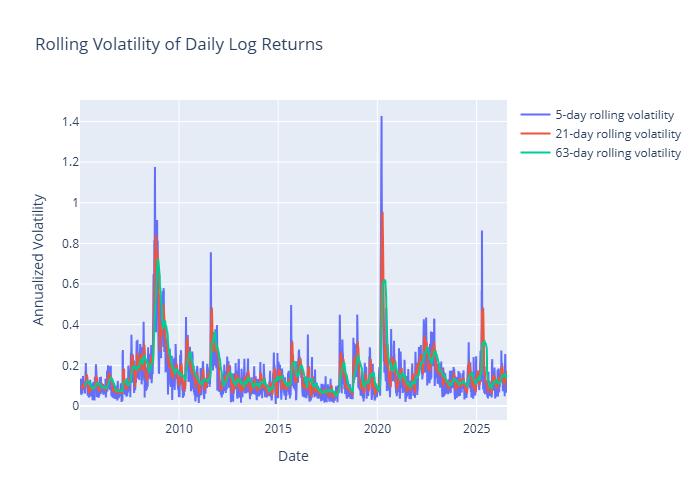 Rolling Volatility of Daily Log Returns
5-day rolling volatility
21-day rolling volatility
63-day rolling volatility
Annualized Volatility
1.4
1.2
1
0.8
0.6
0.4
0.2
0
2010
2015
2020
2025
Date